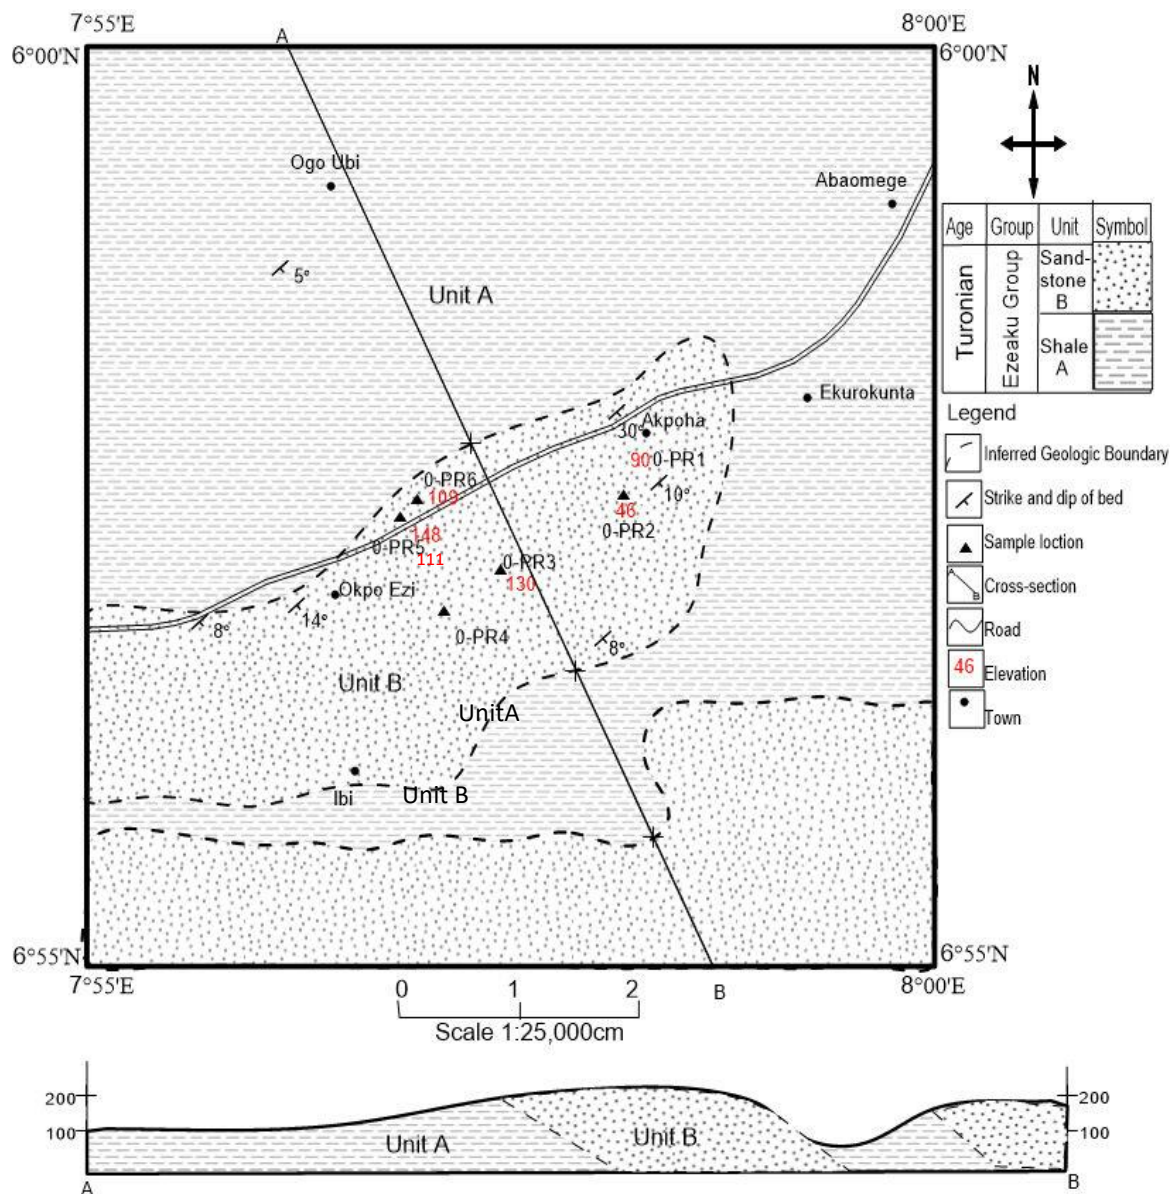 7°55'E
8°00'E
A
6°00'N
6°00'N
N
Ogo Ubi
Abaomege
5°
Unit A
Age Group Unit Symbol
Turonian
Ezeaku Group
Sand-
stone
B
Shale
A
Ekurokunta
Legend
Akpoha
30°
90 0-PR1
Inferred Geologic Boundary
0-PR6
109
10°
Strike and dip of bed
46
0-PR2
148
0-PR5
111
Sample loction
0-PR3
130
A
B
Cross-section
Okpo Ezi
14°
8°
0-PR4
8°
Road
Unit B
46 Elevation
UnitA
Town
Ibi
Unit B
6°55'N
6°55'N
7°55'E
8°00'E
0 1 2
B
Scale 1:25,000cm
200
200
100
100
Unit A
Unit B
A
B